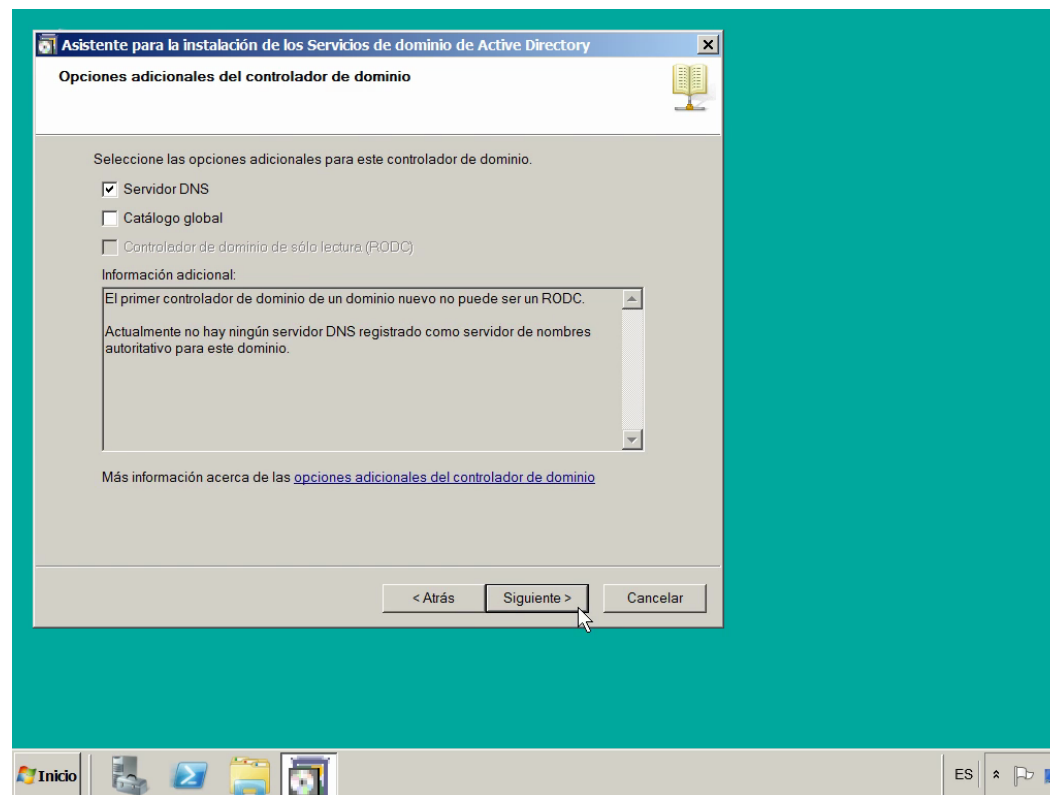 Asistente para la instalación de los Servicios de dominio de Active Directory
Opciones adicionales del controlador de dominio
Seleccione las opciones adicionales para este controlador de dominio.
Servidor DNS
Catálogo global
Controlador de dominio de sólo lectura (RODC)
Información adicional:
El primer controlador de dominio de un dominio nuevo no puede ser un RODC.
Actualmente no hay ningún servidor DNS registrado como servidor de nombres
autoritativo para este dominio.
Más información acerca de las opciones adicionales del controlador de dominio
< Atrás Siguiente > Cancelar
Inicio ES